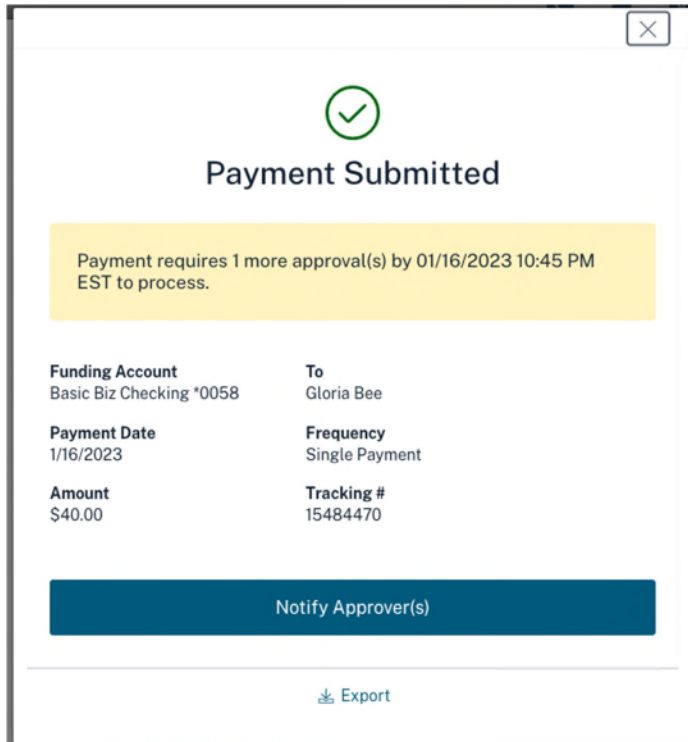 Payment Submitted
Payment requires 1 more approval(s) by 01/16/2023 10:45 PM
EST to process.
Funding Account
Basic Biz Checking *0058
To
Gloria Bee
Payment Date
1/16/2023
Frequency
Single Payment
Amount
$40.00
Tracking #
15484470
Notify Approver(s)
Export